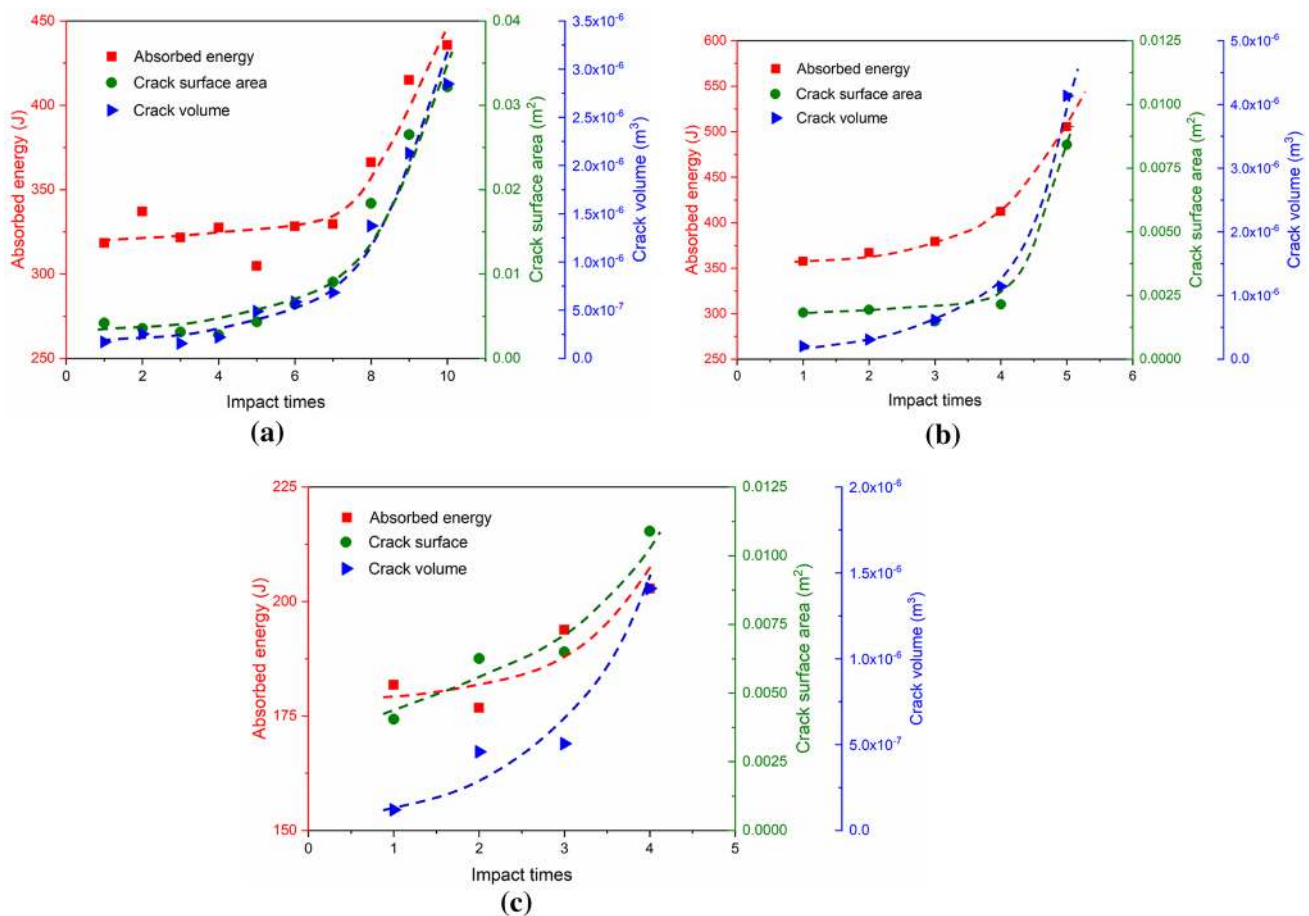 450
400
350
300
250
Absorbed energy (J)
Absorbed energy
Crack surface area
Crack volume
0 2 4 6 8 10
Impact times
0.04
0.03
0.02
0.01
0.00
Crack surface area (m²)
3.5x10⁻⁶
3.0x10⁻⁶
2.5x10⁻⁶
2.0x10⁻⁶
1.5x10⁻⁶
1.0x10⁻⁶
5.0x10⁻⁷
0.0
Crack volume (m³)
(a)
600
550
500
450
400
350
300
250
Absorbed energy (J)
Absorbed energy
Crack surface area
Crack volume
0 1 2 3 4 5 6
Impact times
0.0125
0.0100
0.0075
0.0050
0.0025
0.0000
Crack surface area (m²)
5.0x10⁻⁶
4.0x10⁻⁶
3.0x10⁻⁶
2.0x10⁻⁶
1.0x10⁻⁶
0.0
Crack volume (m³)
(b)
225
200
175
150
Absorbed energy (J)
Absorbed energy
Crack surface
Crack volume
0 1 2 3 4 5
Impact times
0.0125
0.0100
0.0075
0.0050
0.0025
0.0000
Crack surface area (m²)
2.0x10⁻⁶
1.5x10⁻⁶
1.0x10⁻⁶
5.0x10⁻⁷
0.0
Crack volume (m³)
(c)